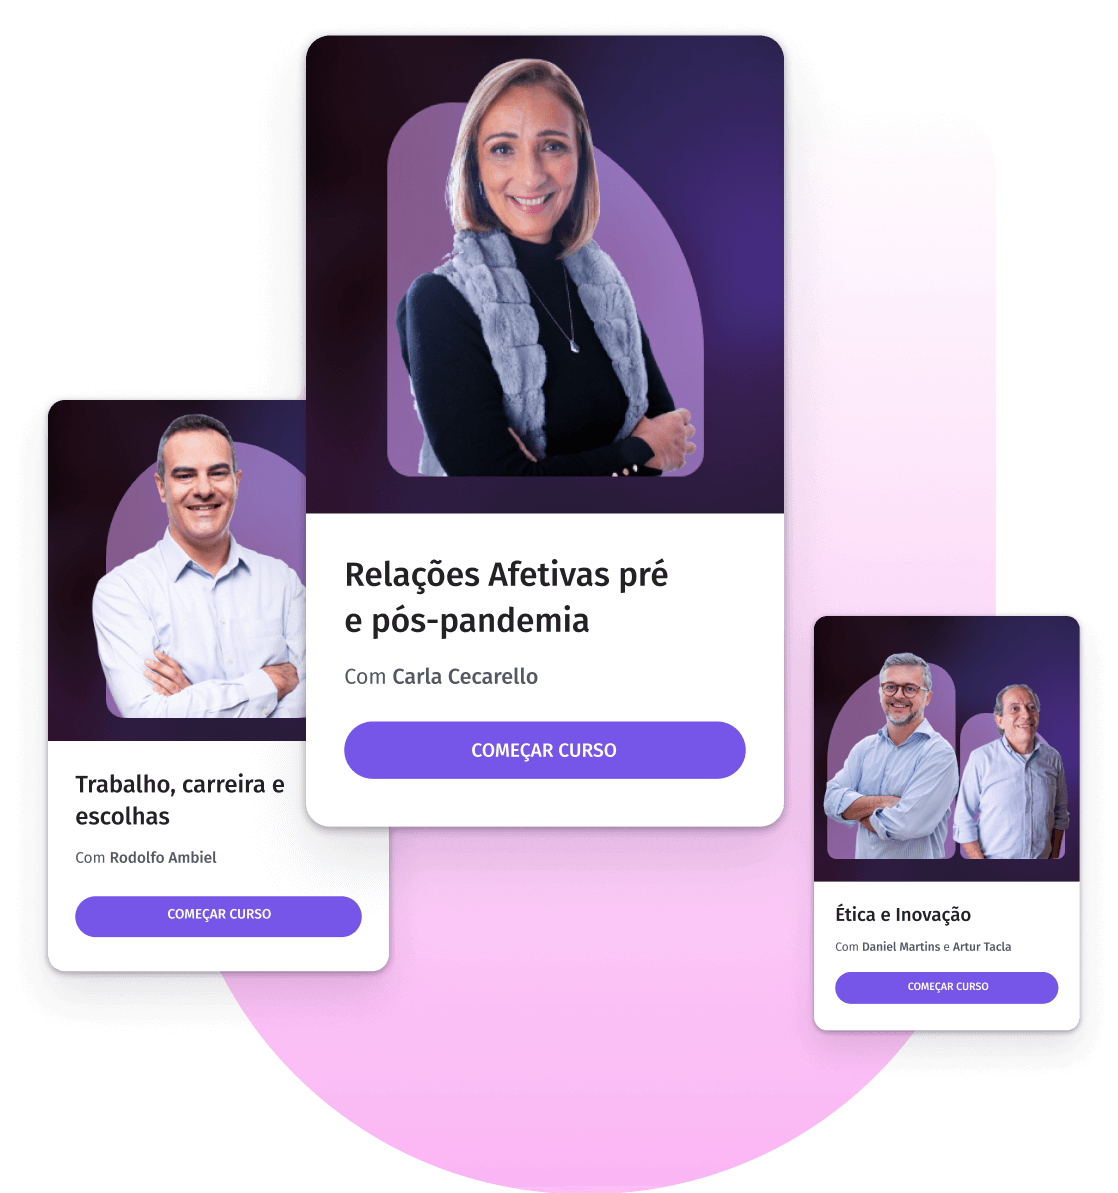 Relações Afetivas pré
e pós-pandemia
Com Carla Cecarello
COMEÇAR CURSO
Trabalho, carreira e
escolhas
Com Rodolfo Ambiel
COMEÇAR CURSO
Ética e Inovação
Com Daniel Martins e Artur Tacla
COMEÇAR CURSO